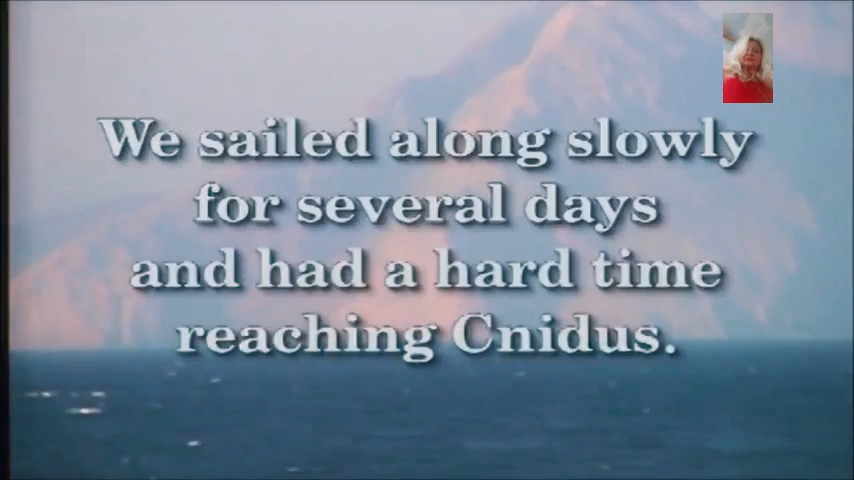 We sailed along slowly
for several days
and had a hard time
reaching Cnidus.